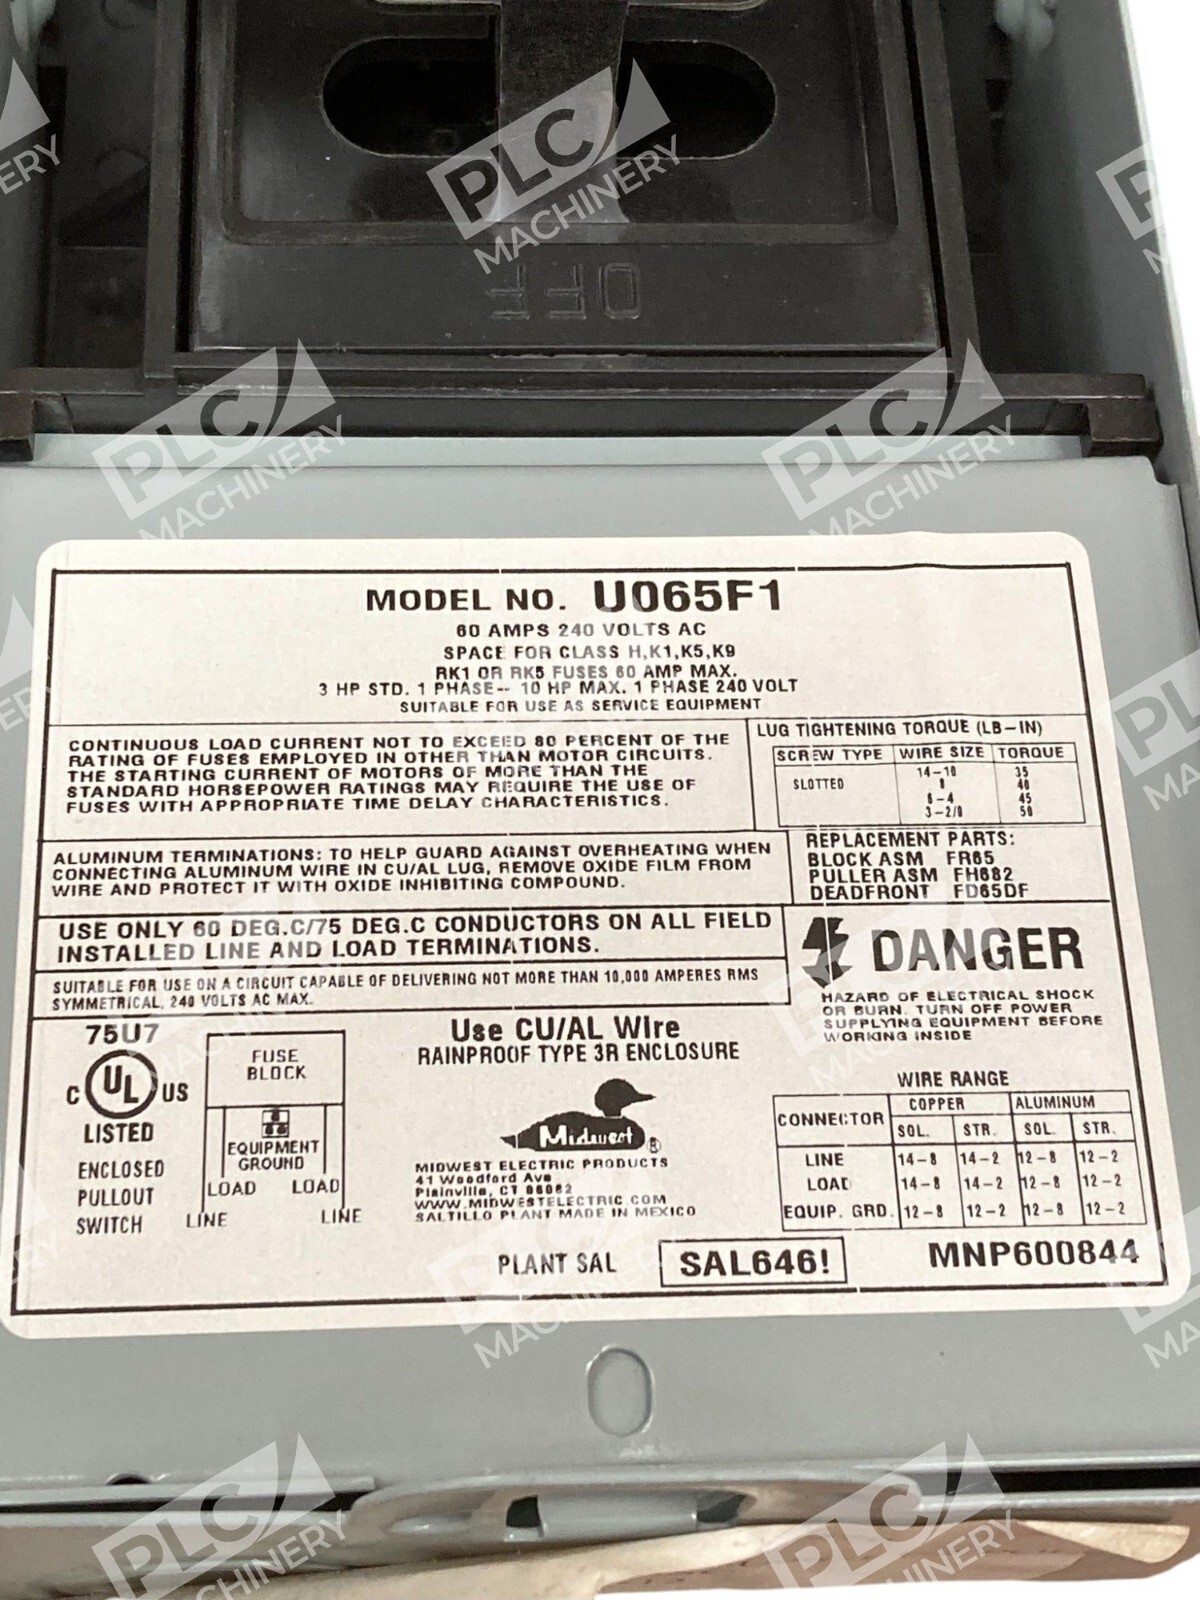 PLC
MACHINERY
OFF
MODEL NO. U065F1
60 AMPS 240 VOLTS AC
SPACE FOR CLASS H,K1,K5,K9
RK1 OR RK5 FUSES 60 AMP MAX.
3 HP STD. 1 PHASE-- 10 HP MAX. 1 PHASE 240 VOLT
SUITABLE FOR USE AS SERVICE EQUIPMENT
CONTINUOUS LOAD CURRENT NOT TO EXCEED 80 PERCENT OF THE
RATING OF FUSES EMPLOYED IN OTHER THAN MOTOR CIRCUITS.
THE STARTING CURRENT OF MOTORS OF MORE THAN THE
STANDARD HORSEPOWER RATINGS MAY REQUIRE THE USE OF
FUSES WITH APPROPRIATE TIME DELAY CHARACTERISTICS.
LUG TIGHTENING TORQUE (LB-IN)
SCREW TYPE WIRE SIZE TORQUE
SLOTTED 14-10 35
8 40
6-4 45
3-2/0 50
ALUMINUM TERMINATIONS: TO HELP GUARD AGAINST OVERHEATING WHEN
CONNECTING ALUMINUM WIRE IN CU/AL LUG, REMOVE OXIDE FILM FROM
WIRE AND PROTECT IT WITH OXIDE INHIBITING COMPOUND.
REPLACEMENT PARTS:
BLOCK ASM FR65
PULLER ASM FH682
DEADFRONT FD65DF
USE ONLY 60 DEG.C/75 DEG.C CONDUCTORS ON ALL FIELD
INSTALLED LINE AND LOAD TERMINATIONS.
SUITABLE FOR USE ON A CIRCUIT CAPABLE OF DELIVERING NOT MORE THAN 10,000 AMPERES RMS
SYMMETRICAL, 240 VOLTS AC MAX.
DANGER
HAZARD OF ELECTRICAL SHOCK
OR BURN. TURN OFF POWER
SUPPLYING EQUIPMENT BEFORE
WORKING INSIDE
75U7
C UL US
LISTED
ENCLOSED
PULLOUT
SWITCH
FUSE
BLOCK
EQUIPMENT
GROUND
LOAD LOAD
LINE LINE
Use CU/AL Wire
RAINPROOF TYPE 3R ENCLOSURE
Midwest ®
MIDWEST ELECTRIC PRODUCTS
41 Woodford Ave
Plainville, CT 06062
WWW.MIDWESTELECTRIC.COM
SALTILLO PLANT MADE IN MEXICO
WIRE RANGE
CONNECTOR COPPER ALUMINUM
SOL. STR. SOL. STR.
LINE 14-8 14-2 12-8 12-2
LOAD 14-8 14-2 12-8 12-2
EQUIP. GRD. 12-8 12-2 12-8 12-2
PLANT SAL SAL646! MNP600844